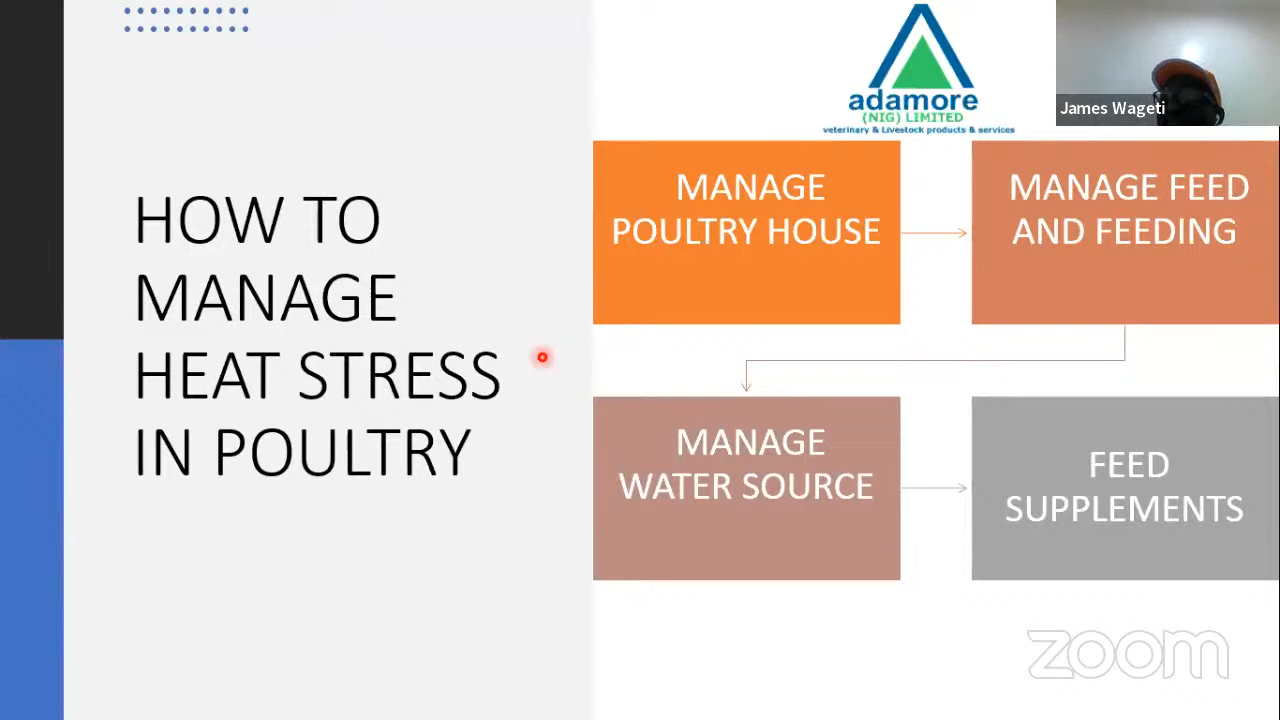 HOW TO
MANAGE
HEAT STRESS
IN POULTRY
adamore
(NIG) LIMITED
veterinary & Livestock products & services
James Wageti
MANAGE
POULTRY HOUSE
MANAGE FEED
AND FEEDING
MANAGE
WATER SOURCE
FEED
SUPPLEMENTS
zoom